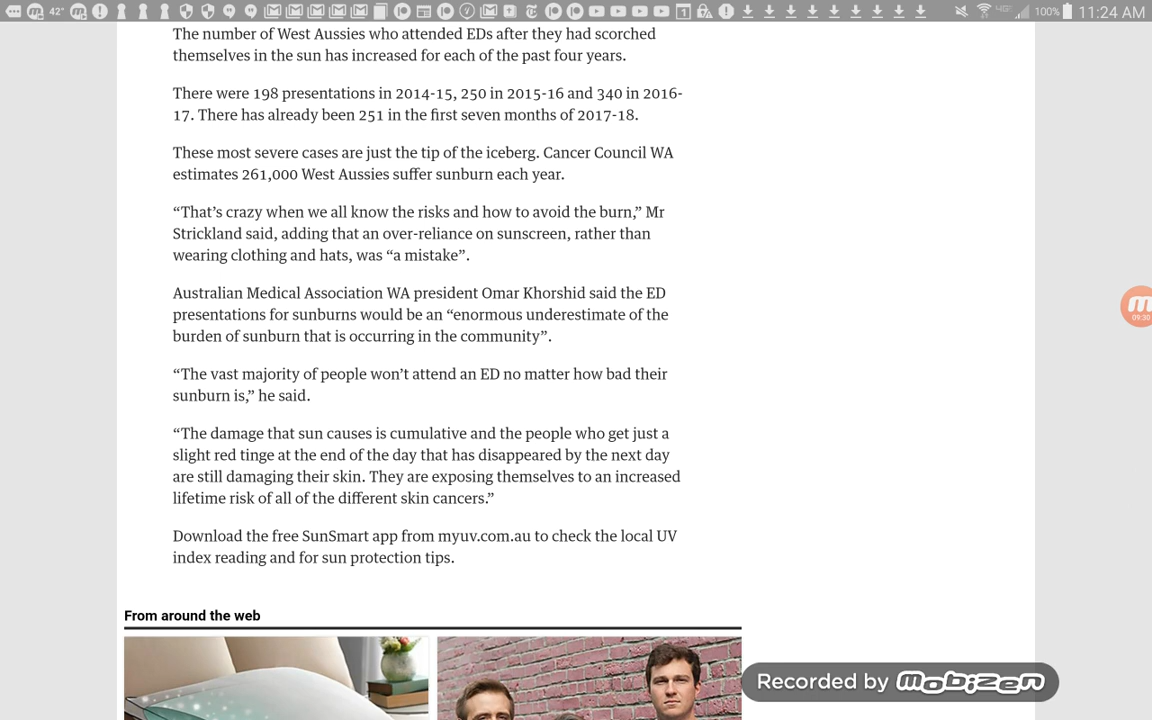 42° 1 100% 11:24 AM
The number of West Aussies who attended EDs after they had scorched
themselves in the sun has increased for each of the past four years.
There were 198 presentations in 2014-15, 250 in 2015-16 and 340 in 2016-
17. There has already been 251 in the first seven months of 2017-18.
These most severe cases are just the tip of the iceberg. Cancer Council WA
estimates 261,000 West Aussies suffer sunburn each year.
“That’s crazy when we all know the risks and how to avoid the burn,” Mr
Strickland said, adding that an over-reliance on sunscreen, rather than
wearing clothing and hats, was “a mistake”.
09:30
Australian Medical Association WA president Omar Khorshid said the ED
presentations for sunburns would be an “enormous underestimate of the
burden of sunburn that is occurring in the community”.
“The vast majority of people won’t attend an ED no matter how bad their
sunburn is,” he said.
“The damage that sun causes is cumulative and the people who get just a
slight red tinge at the end of the day that has disappeared by the next day
are still damaging their skin. They are exposing themselves to an increased
lifetime risk of all of the different skin cancers.”
Download the free SunSmart app from myuv.com.au to check the local UV
index reading and for sun protection tips.
From around the web
Recorded by mobizen